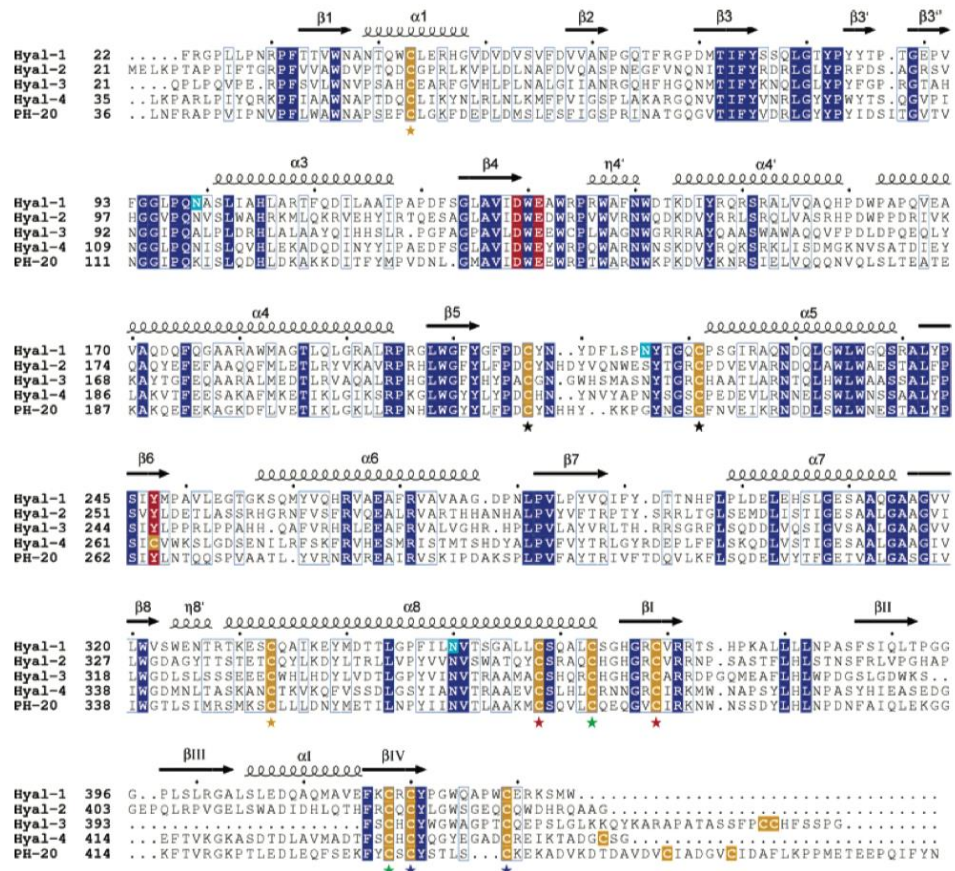 β1 α1 β2 β3 β3' β3''
Hyal-1 22 .....FRGPLLPNRPFTTVWNANTQWCLERHGVDVDVSVFDVVANPGQTFRGPDMTIFYSSQLGTYPYYTP.TGEPV
Hyal-2 21 MELKPTAPPIFTGRPFVVAWDVPTQDCGPRLKVPLDLNAFDVQASPNEGFVNQNITIFYRDRLGLYPRFDS.AGRSV
Hyal-3 21 ....QPLPQVPE.RPFSVLWNVPSAHCEARFGVHLPLNALGIIANRGQHFHGQNMTIFYKNQLGLYPYFGP.RGTAH
Hyal-4 35 ..LKPARLPIYQRKPFIAAWNAPTDQCLIKYNLRLNLKMFPVIGSPLAKARGQNVTIFYVNRLGYYPWYTS.QGVPI
PH-20 36 ..LNFRAPPVIPNVPFLWAWNAPSEFCLGKFDEPLDMSLFSFIGSPRINATGQGVTIFYVDRLGYYPYIDSITGVTV
α3 β4 η4' α4'
Hyal-1 93 FGGLPQNASLIAHLARTFQDILAAIPAPDFSGLAVIDWEAWRPRWAFNWDTKDIYRQRSRALVQAQHPDWPAPQVEA
Hyal-2 97 HGGVPQNVSLWAHRKMLQKRVEHYIRTQEPAGLAVIDWEDWRPVWVRNWQDKDVYRRLSRQLVASRHPDWPPDRIVK
Hyal-3 92 NGGIPQALPLDRHLALAAYQIHHSLR.PGFAGLAVLDWEEWCPLWAGNWGRRRAYQAASWAWAQQVFPDLDPQEQLY
Hyal-4 109 NGGLPQNISLQVHLEKADQDINYYIPAEDFSGLAVIDWEYWRPQWARNWNSKDVYRQKSRKLISDMGKNVSATDIEY
PH-20 111 NGGIPQKISLQDHLDKAKKDITFYMPVDNL.GMAVIDWEEWRPTWARNWKPKDVYKNRSIELVQQQNVQLSLTEATE
α4 β5 α5
Hyal-1 170 VAQDQFQGAARAWMAGTLQLGRALRPRGLWGFYGFPDCYN..YDFLSPNYTGQCPSGIRAQNDQLGWLWGQSRALYP
Hyal-2 174 QAQYEFEFAAQQFMLETLRYVKAVRPRHLWGFYLFPDCYNHDYVQNWESYTGRCPDVEVARNDQLAWLWAESTALFP
Hyal-3 168 KAYTGFEQAARALMEDTLRVAQALRPHGLWGFYHYPACGNGWHSMASNYTGRCHAATLARNTQLHWLWAASSALFP
Hyal-4 186 LAKVTFEESAKAFMLETIKLGIKSRPKGLWGYYLYPDCHN..YNVYAPNYSGSCPEDEVLRNNELSWLWNSSAALYP
PH-20 187 KAKQEFEKAGKDFLVETIKLGKLLRPNHLWGYYLFPDCYNHHY.KKPGYNGSCFNVEIKRNDDLSWLWNESTALYP
β6 α6 β7 α7
Hyal-1 245 SIYMPAVLEGTGKSQMYVQHRVAEAFRVAVAAG.DPNLPVLPYVQIFY.DTTNHFLPLDELEHSLGESAAQGAAGVV
Hyal-2 251 SVYLDETLASSRHGRNFVSFRVQEALRVARTHHANHALPVYVFTRPTY.SRRLTGLSEMDLISTIGESAALGAAGVI
Hyal-3 244 SIYLPPRLPPAHH.QAFVRHRLEEAFRVALVGHR.HPLPVLAYVRLTH.RRSGRFLSQDDLVQSIGVSAALGAAGVV
Hyal-4 261 SICVWKSLGDSENILRFSKFRVHESMRISTMTSHDYALPVFVYTRLGYRDEPLFFLSKQDLVSTIGESAALGAAGIV
PH-20 262 SIYLNTQQSPVAATL.YVRNRVREAIRVSKIPDAKSPLPVFAYTRIVFTDQVLKFLSQDELVYTFGETVALGASGIV
β8 η8' α8 βI βII
Hyal-1 320 LWVSWENTRTKESCQAIKEYMDTTLGPFIINVTSGALLCSQALCSGHGRCVRRTS.HPKALLLLNPASFSIQLTPGG
Hyal-2 327 LWGDAGYTTSTETCQYLKDYLTRLLVPYVVNVSWATQYCSRAQCHGHGRCVRRNP.SASTFLHLSTNSFRLVPGHAP
Hyal-3 318 LWGDLSLSSSEEECWHLHDYLVDTLGPYVINVTRAAMACSHQRCHGHGRCARRDPGQMEAFLHLWPDGSLGDWKS..
Hyal-4 338 IWGDMNLTASKANCTKVKQFVSSDLGSYIANVTRAAEVCSLHLCRNNGRCIRKMW.NAPSYLHLNPASYHIEASEDG
PH-20 338 IWGTLSIMRSMKSCLLLDNYMETILNPYIINVTLAAKMCSQVLCQEQGVCIRKNW.NSSDYLHLNPDNFAIQLEKGG
βIII αI βIV
Hyal-1 396 G..PLSLRGALSLEDQAQMAVEFKCRCYPGWQAPWCERKSMW....
Hyal-2 403 GEPQLRPVGELSWADIDHLQTHFRCQCYLGWSGEQCQWDHRQAAG....
Hyal-3 393 ......................FSCHCYWGWAGPTCQEPSLGLKKQYKARAPATASSFPCCHFSSPG....
Hyal-4 414 ..EFTVKGKASDTDLAVMADTFSCHCYQGYEGADCREIKTADGCSG....
PH-20 414 ..KFTVRGKPTLEDLEQFSEKFYCSCYSTLS...CKEKADVKDTDAVDVCIADGVCIDAFLKPPMETEEPQIFYN